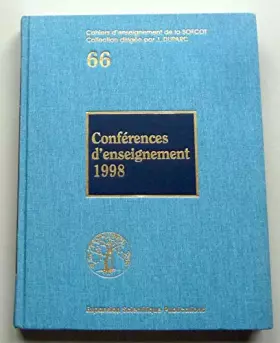 Cahiers d'enseignement de la SOFCOT
Collection dirigée par J. DUPARC
66
Conférences
d'enseignement
1998
Expansion Scientifique Publications